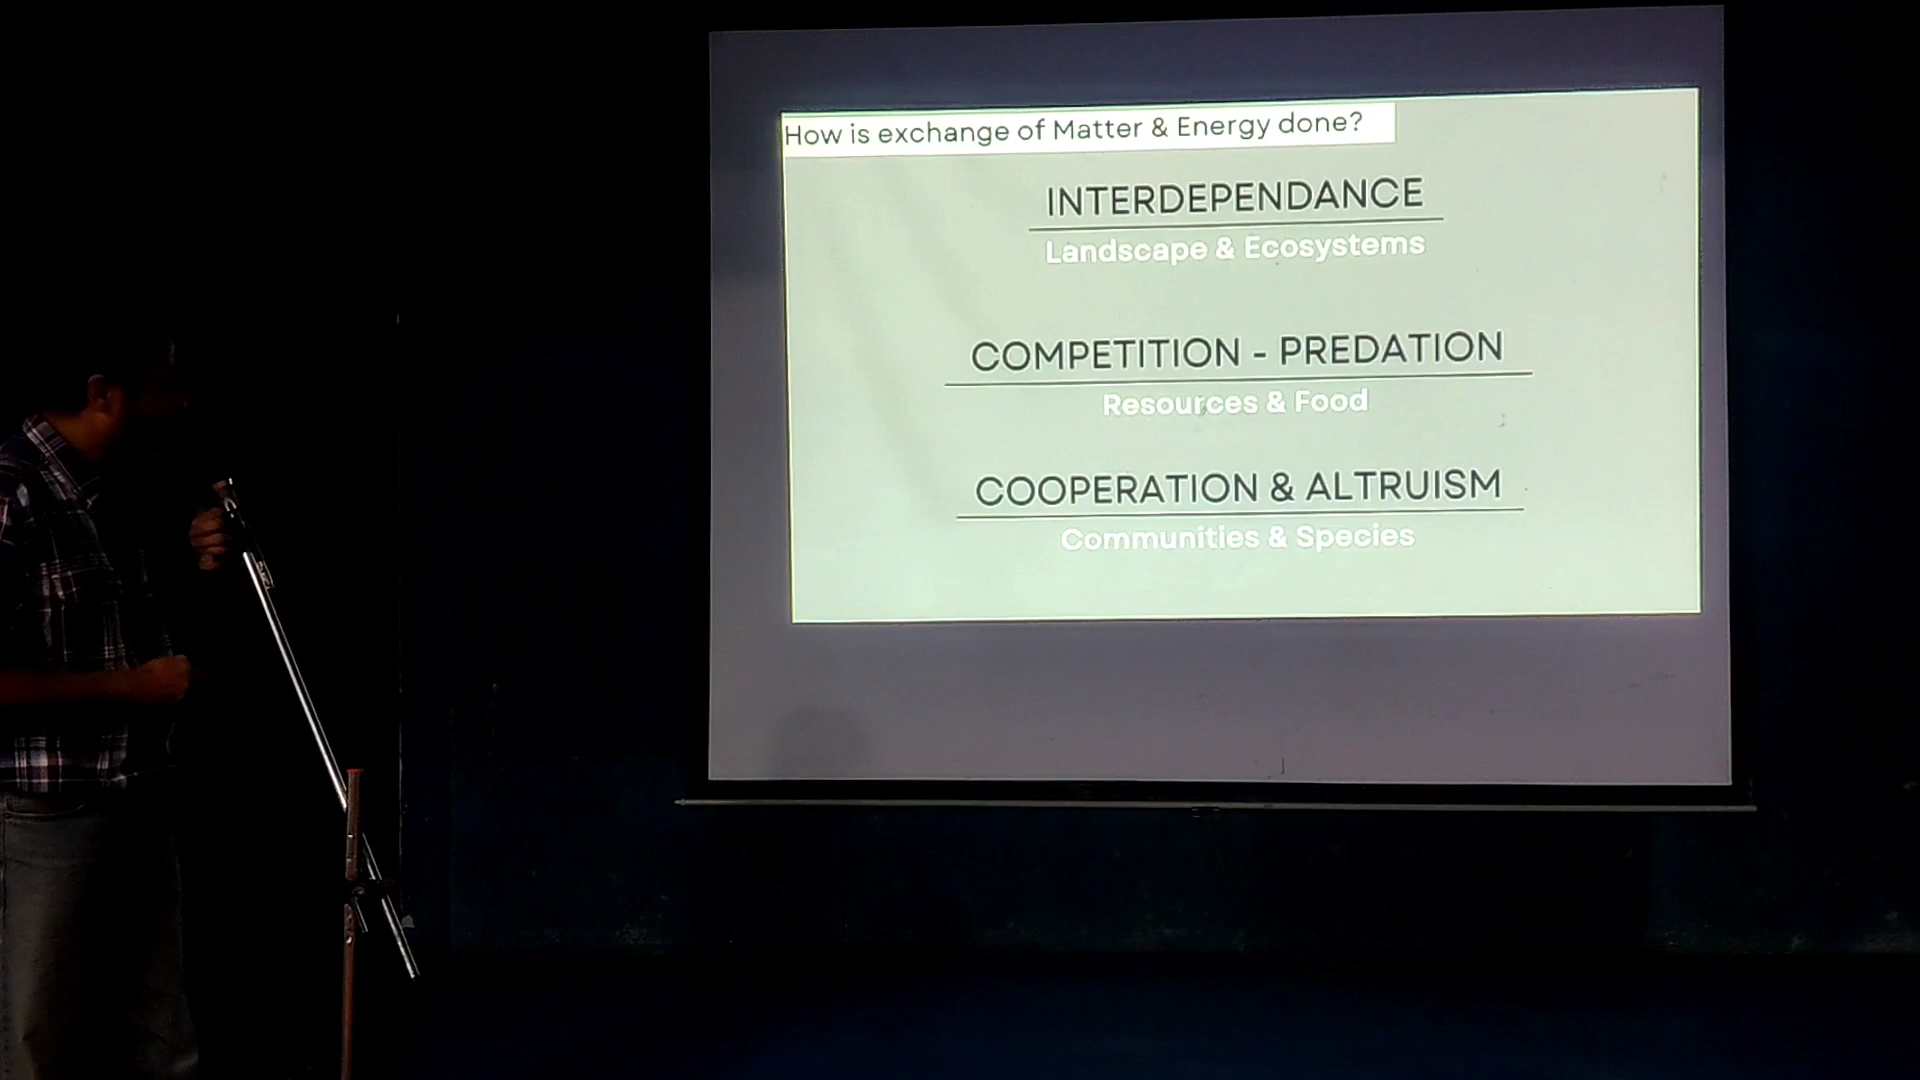 How is exchange of Matter & Energy done?
INTERDEPENDANCE
Landscape & Ecosystems
COMPETITION - PREDATION
Resources & Food
COOPERATION & ALTRUISM
Communities & Species